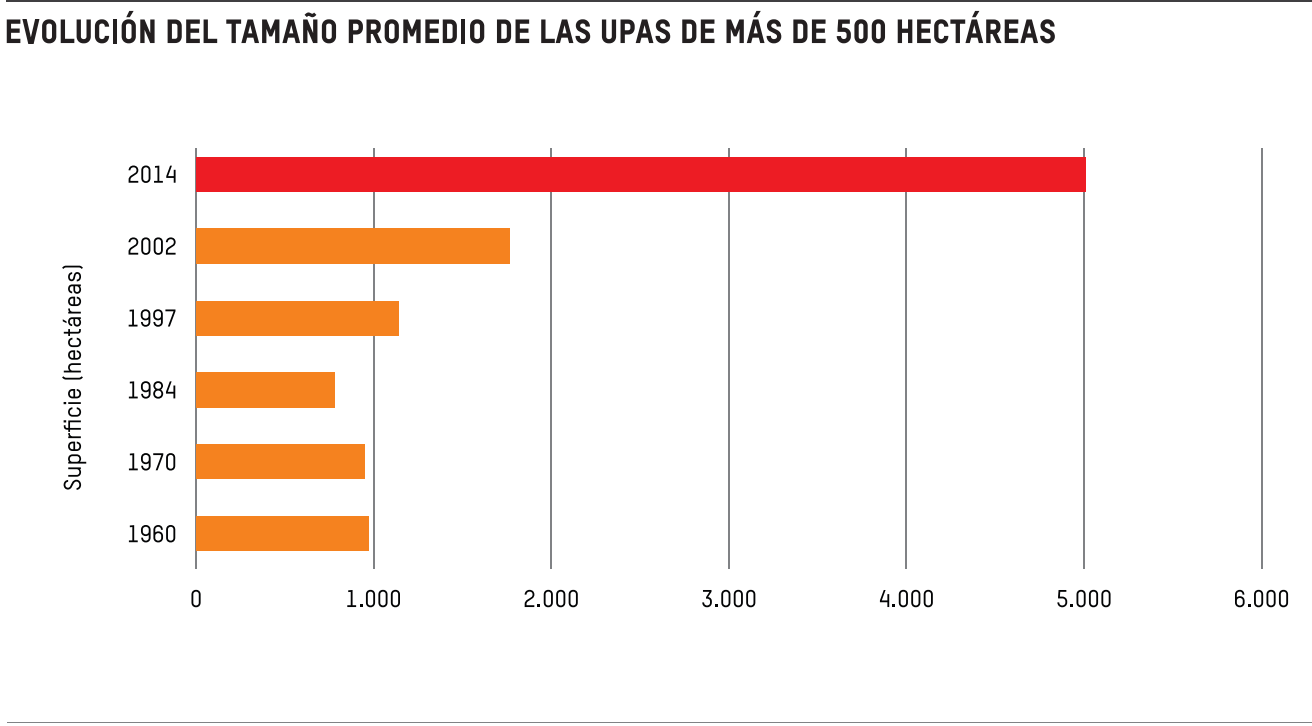 EVOLUCIÓN DEL TAMAÑO PROMEDIO DE LAS UPAS DE MÁS DE 500 HECTÁREAS
Superficie (hectáreas)
2014
2002
1997
1984
1970
1960
0 1.000 2.000 3.000 4.000 5.000 6.000